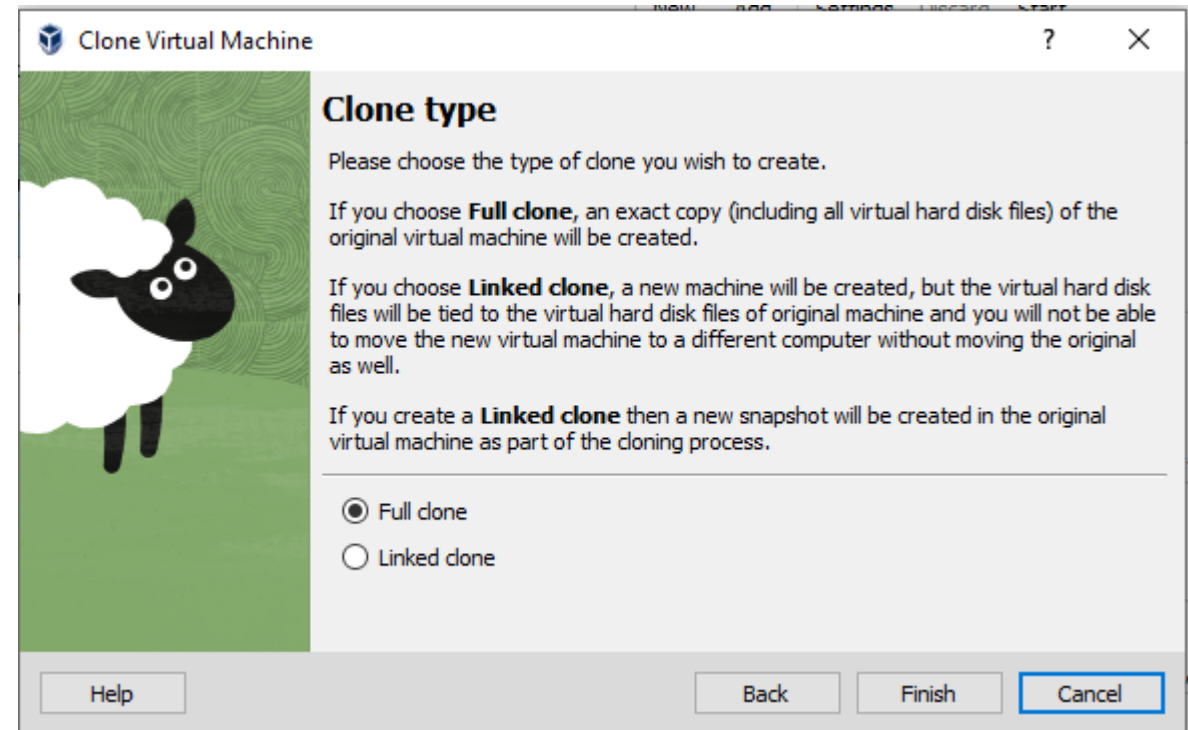 New Add Settings Discard Start
Clone Virtual Machine ? ×
Clone type
Please choose the type of clone you wish to create.
If you choose Full clone, an exact copy (including all virtual hard disk files) of the
original virtual machine will be created.
If you choose Linked clone, a new machine will be created, but the virtual hard disk
files will be tied to the virtual hard disk files of original machine and you will not be able
to move the new virtual machine to a different computer without moving the original
as well.
If you create a Linked clone then a new snapshot will be created in the original
virtual machine as part of the cloning process.
Full clone
Linked clone
Help Back Finish Cancel